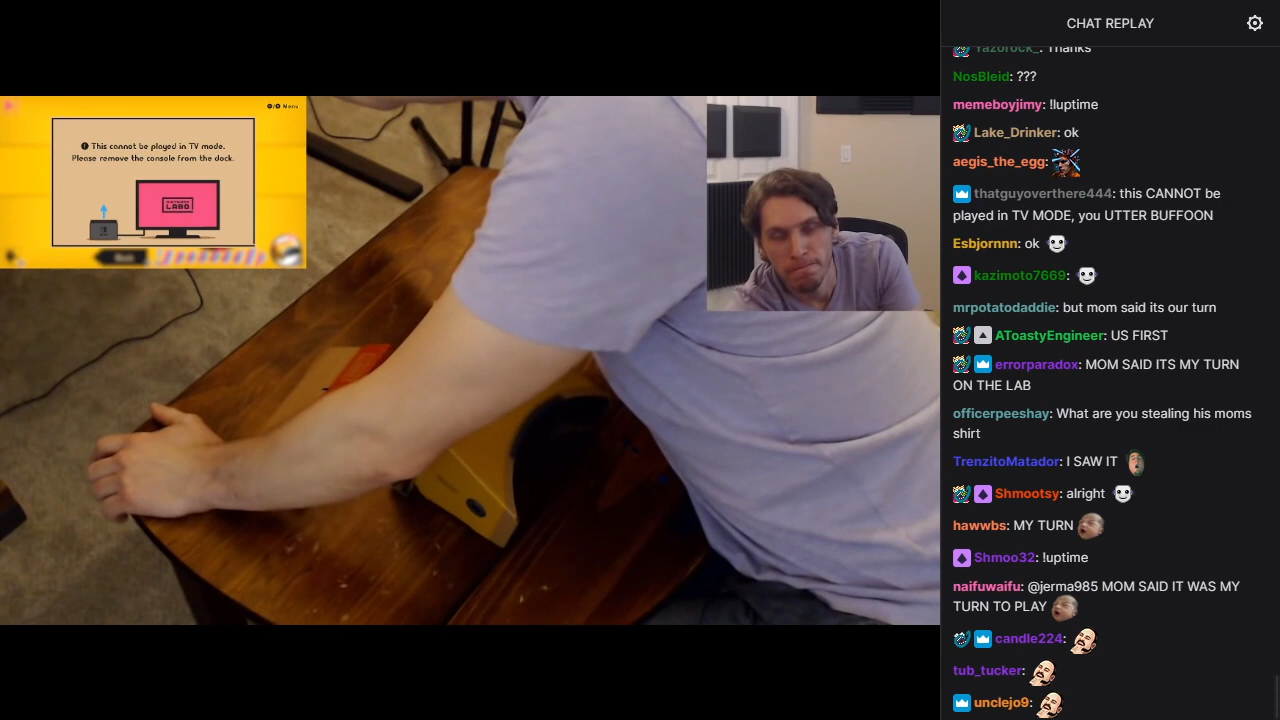 CHAT REPLAY
Yazorock_: Thanks
NosBleid: ???
memeboyjimy: !luptime
Lake_Drinker: ok
aegis_the_egg:
thatguyoverthere444: this CANNOT be
played in TV MODE, you UTTER BUFFOON
Esbjornnn: ok
kazimoto7669:
mrpotatodaddie: but mom said its our turn
AToastyEngineer: US FIRST
errorparadox: MOM SAID ITS MY TURN
ON THE LAB
officerpeeshay: What are you stealing his moms
shirt
TrenzitoMatador: I SAW IT
Shmootsy: alright
hawwbs: MY TURN
Shmoo32: !uptime
naifuwaifu: @jerma985 MOM SAID IT WAS MY
TURN TO PLAY
candle224:
tub_tucker:
unclejo9:
Menu
This cannot be played in TV mode.
Please remove the console from the dock.
NINTENDO
LABO